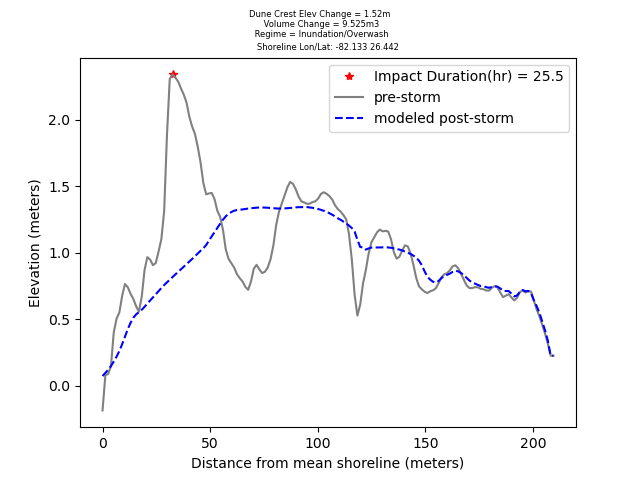 Dune Crest Elev Change = 1.52m
Volume Change = 9.525m3
Regime = Inundation/Overwash
Shoreline Lon/Lat: -82.133 26.442
Impact Duration(hr) = 25.5
pre-storm
modeled post-storm
Elevation (meters)
2.0
1.5
1.0
0.5
0.0
0 50 100 150 200
Distance from mean shoreline (meters)